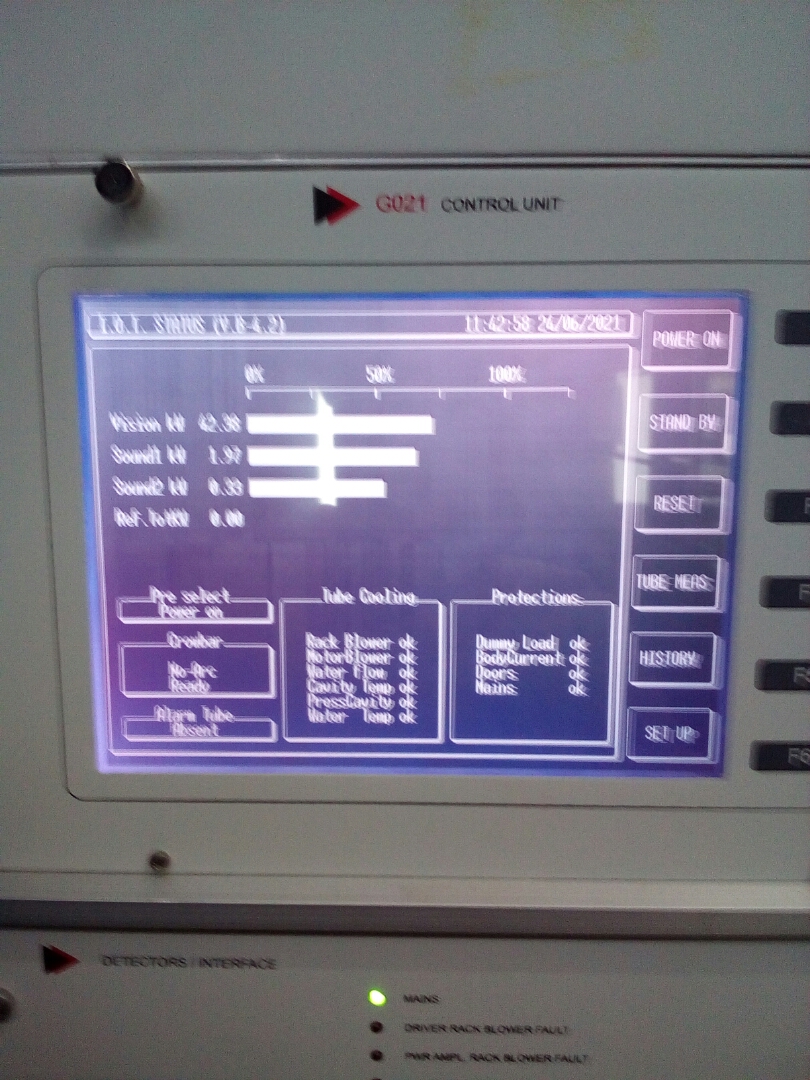 G021 CONTROL UNIT
I.O.T. STATUS (V.B-4.2) 11:42:58 24/06/2021
POWER ON
0% 50% 100%
Vision kW 42.38
STAND BY
Sound1 kW 1.97
Sound2 kW 0.33
RESET
Ref.TotKW 0.00
TUBE MEAS.
Pre select
Power on
Crowbar
No-Arc
Ready
Alarm Tube
Absent
Tube Cooling
Rack Blower ok
MotorBlower ok
Water Flow ok
Cavity Temp ok
PressCavity ok
Water Temp ok
Protections
Dummy Load ok
BodyCurrent ok
Doors ok
Mains ok
HISTORY
SET UP
F6
DETECTORS / INTERFACE
MAINS
DRIVER RACK BLOWER FAULT
PWR AMPL. RACK BLOWER FAULT